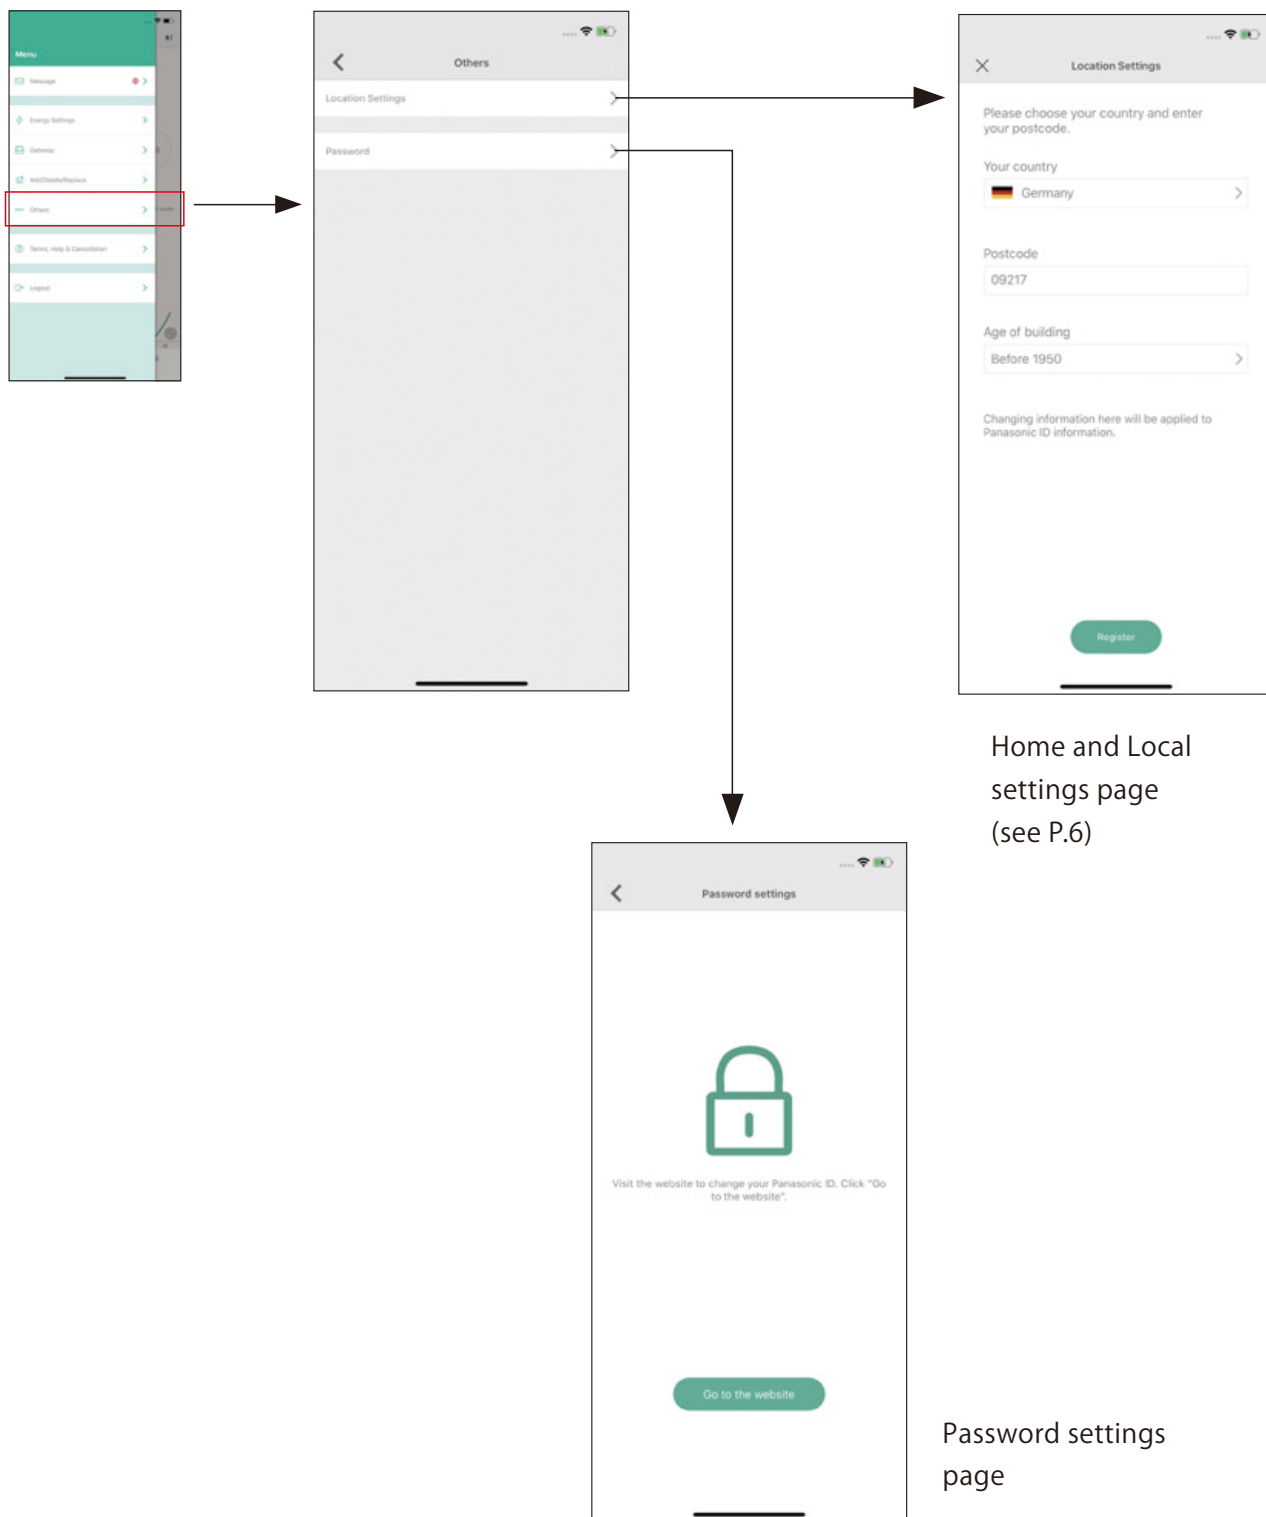 Menu
Message
Energy Settings
Gateway
Add/Delete/Replace
Others
Terms, Help & Cancellation
Logout
Others
Location Settings
Password
Location Settings
Please choose your country and enter
your postcode.
Your country
Germany
Postcode
09217
Age of building
Before 1950
Changing information here will be applied to
Panasonic ID information.
Register
Home and Local
settings page
(see P.6)
Password settings
Visit the website to change your Panasonic ID. Click "Go
to the website".
Go to the website
Password settings
page